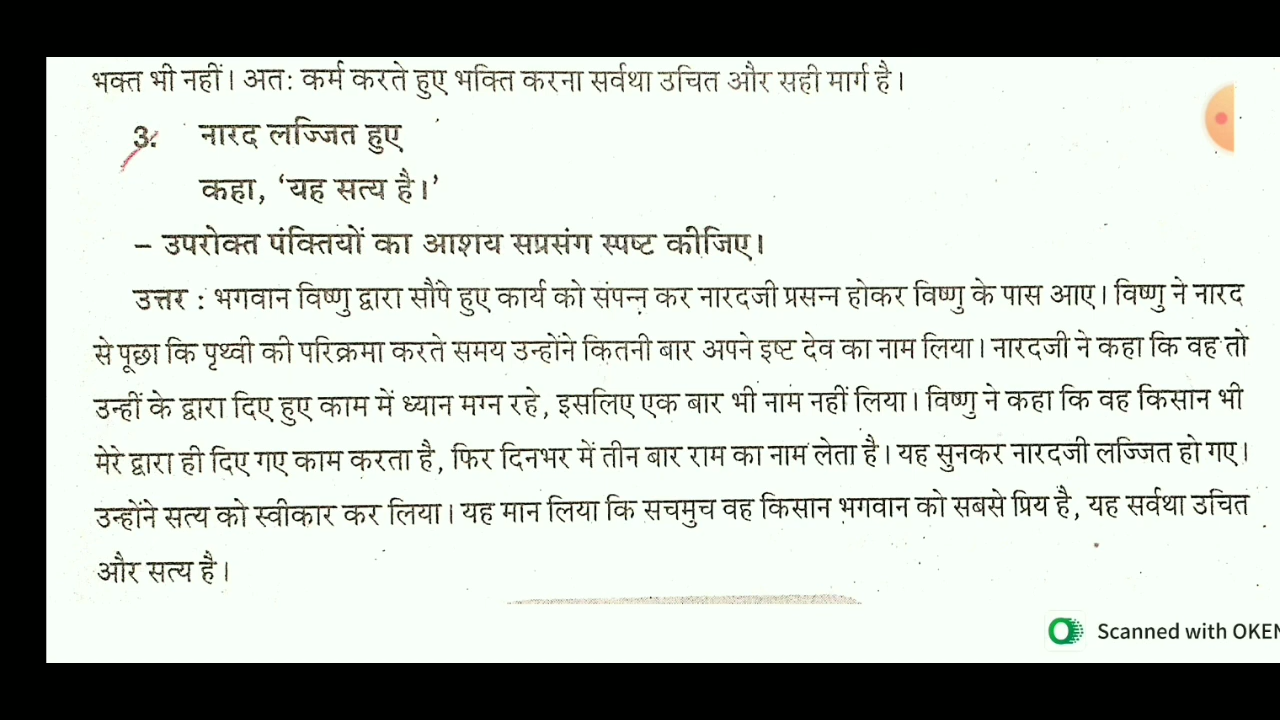 भक्त भी नहीं। अतः कर्म करते हुए भक्ति करना सर्वथा उचित और सही मार्ग है।
3. नारद लज्जित हुए
कहा, ‘यह सत्य है।’
– उपरोक्त पंक्तियों का आशय सप्रसंग स्पष्ट कीजिए।
उत्तर : भगवान विष्णु द्वारा सौंपे हुए कार्य को संपन्न कर नारदजी प्रसन्न होकर विष्णु के पास आए। विष्णु ने नारद
से पूछा कि पृथ्वी की परिक्रमा करते समय उन्होंने कितनी बार अपने इष्ट देव का नाम लिया। नारदजी ने कहा कि वह तो
उन्हीं के द्वारा दिए हुए काम में ध्यान मग्न रहे, इसलिए एक बार भी नाम नहीं लिया। विष्णु ने कहा कि वह किसान भी
मेरे द्वारा ही दिए गए काम करता है, फिर दिनभर में तीन बार राम का नाम लेता है। यह सुनकर नारदजी लज्जित हो गए।
उन्होंने सत्य को स्वीकार कर लिया। यह मान लिया कि सचमुच वह किसान भगवान को सबसे प्रिय है, यह सर्वथा उचित
और सत्य है।
Scanned with OKEN